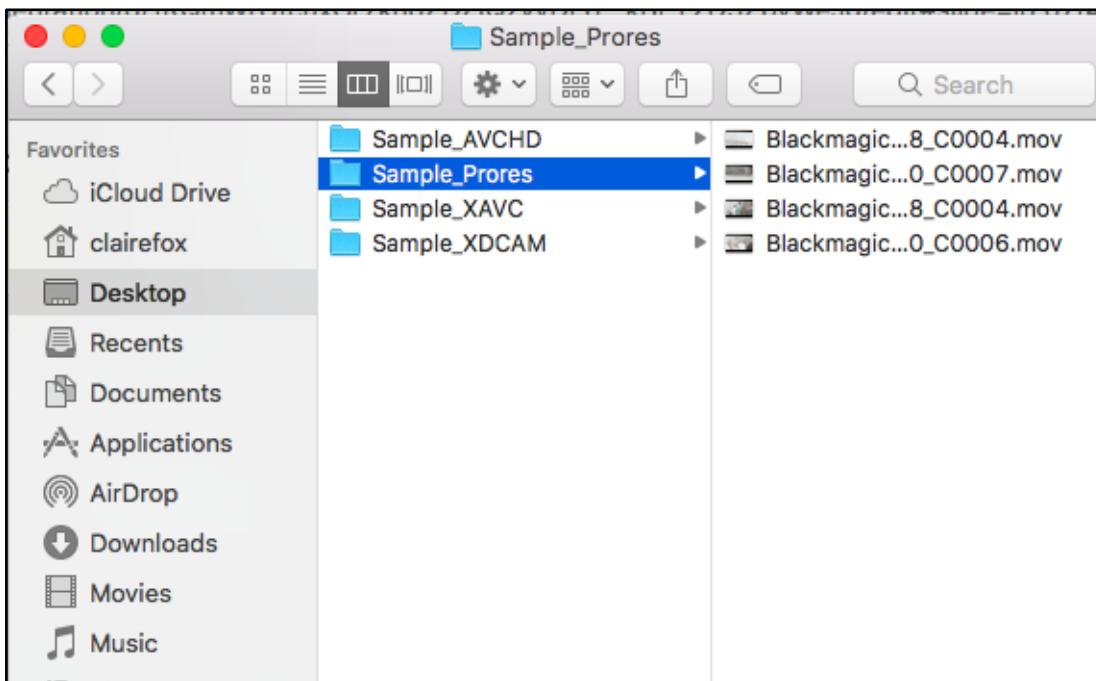 Sample_Prores
Search
Favorites
iCloud Drive
clairefox
Desktop
Recents
Documents
Applications
AirDrop
Downloads
Movies
Music
Sample_AVCHD
Sample_Prores
Sample_XAVC
Sample_XDCAM
Blackmagic...8_C0004.mov
Blackmagic...0_C0007.mov
Blackmagic...8_C0004.mov
Blackmagic...0_C0006.mov